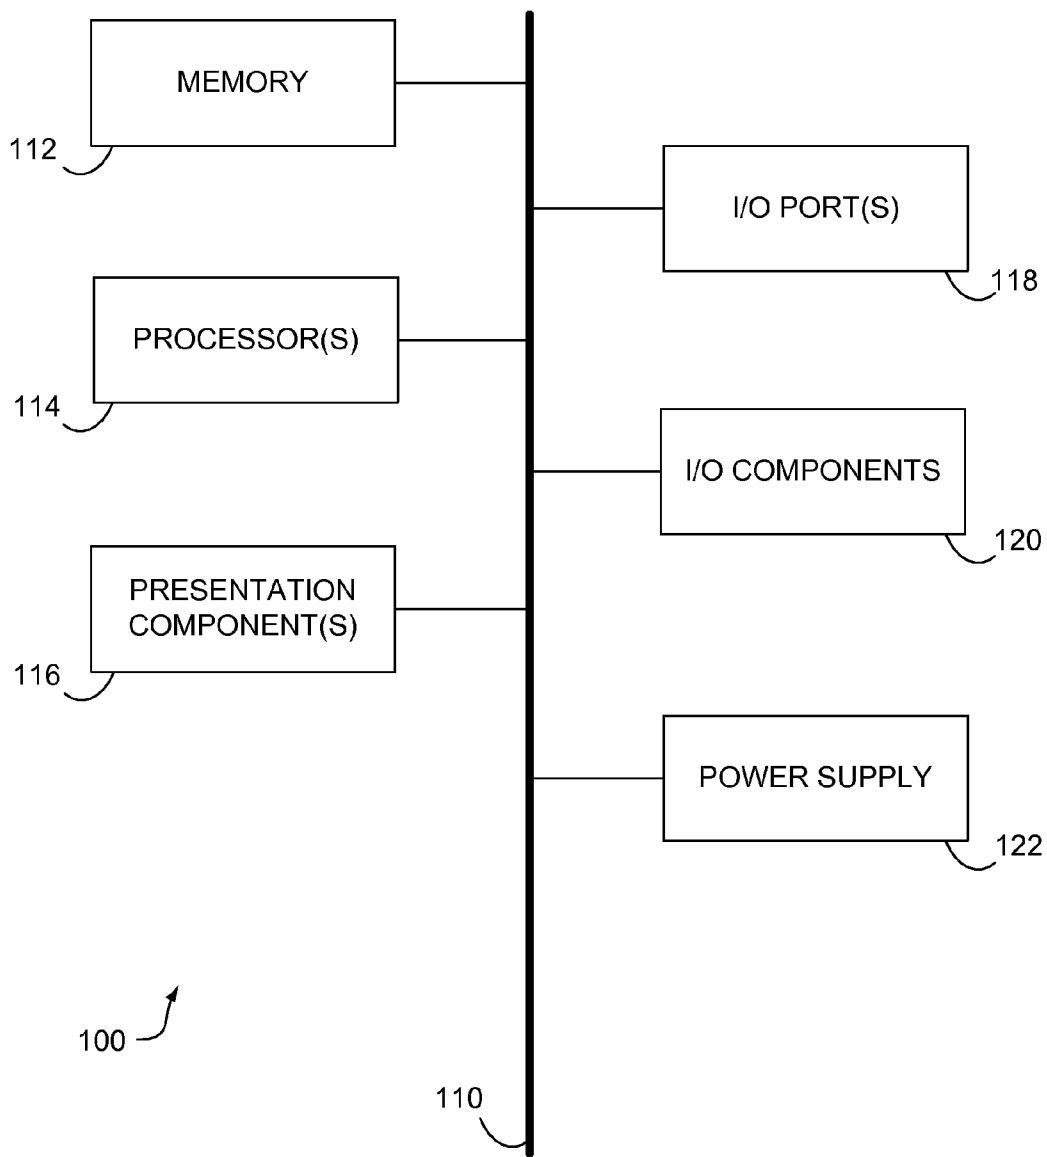 MEMORY
112
I/O PORT(S)
118
PROCESSOR(S)
114
I/O COMPONENTS
120
PRESENTATION
COMPONENT(S)
116
POWER SUPPLY
122
100
110